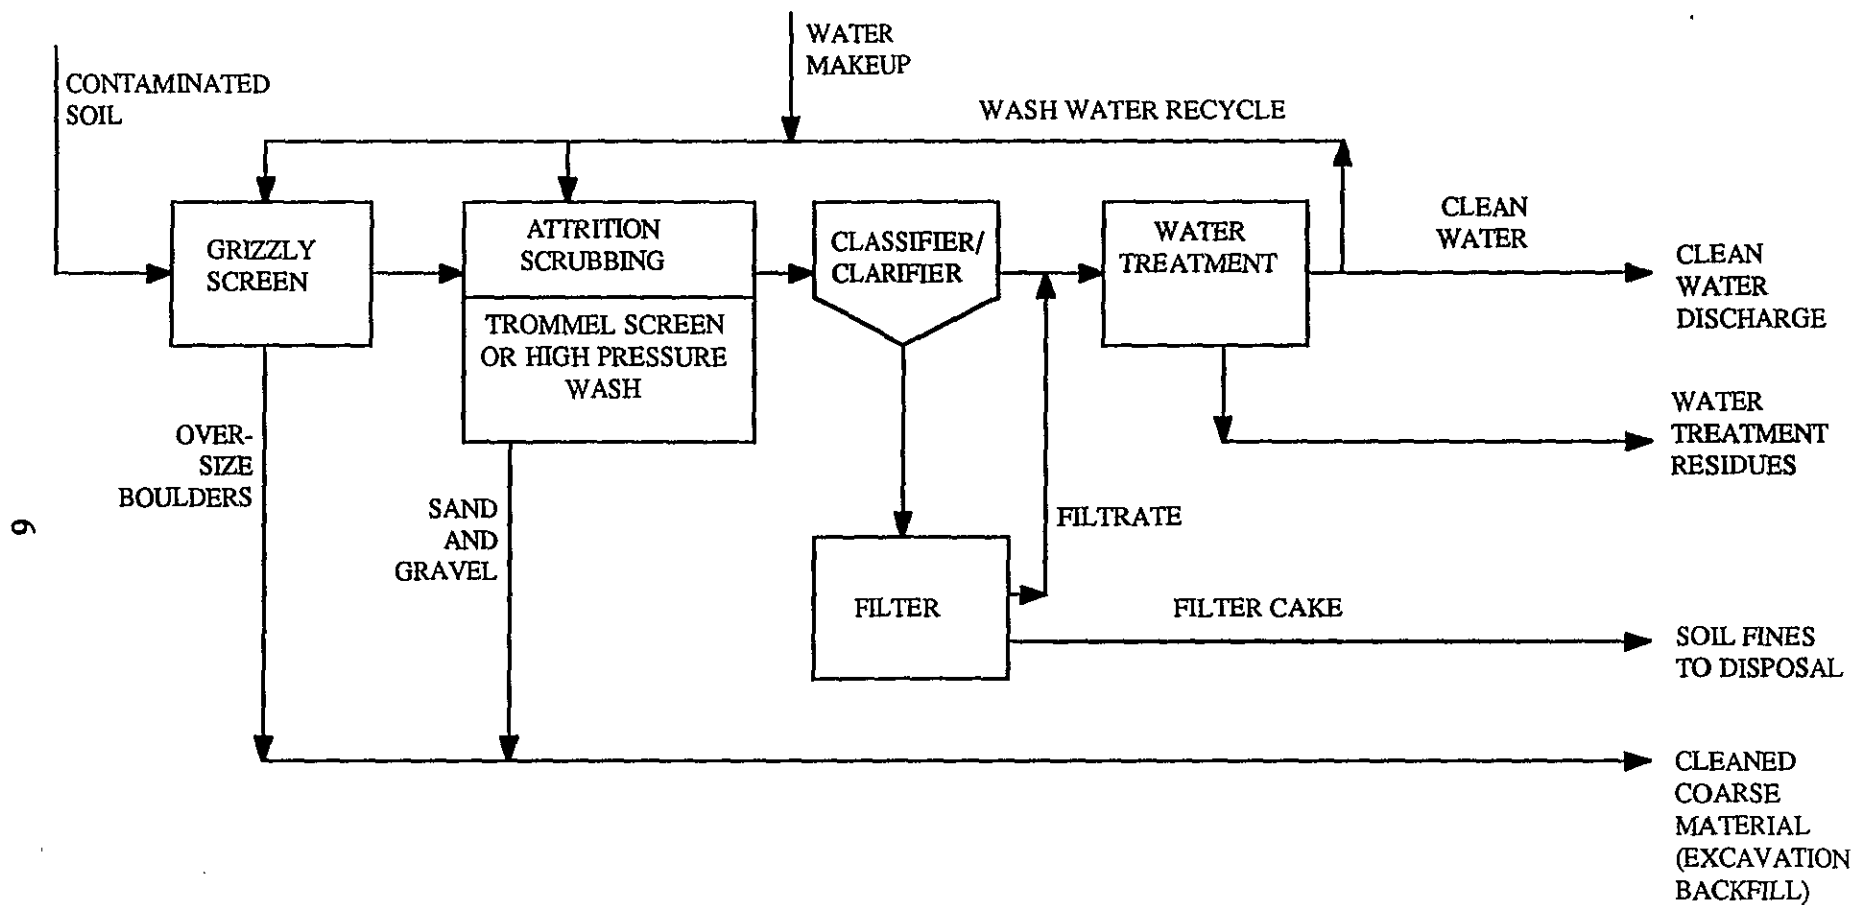 WATER
MAKEUP
CONTAMINATED
SOIL
WASH WATER RECYCLE
GRIZZLY
SCREEN
ATTRITION
SCRUBBING
TROMMEL SCREEN
OR HIGH PRESSURE
WASH
CLASSIFIER/
CLARIFIER
WATER
TREATMENT
CLEAN
WATER
CLEAN
WATER
DISCHARGE
WATER
TREATMENT
RESIDUES
OVER-
SIZE
BOULDERS
SAND
AND
GRAVEL
FILTRATE
FILTER
FILTER CAKE
SOIL FINES
TO DISPOSAL
CLEANED
COARSE
MATERIAL
(EXCAVATION
BACKFILL)
9